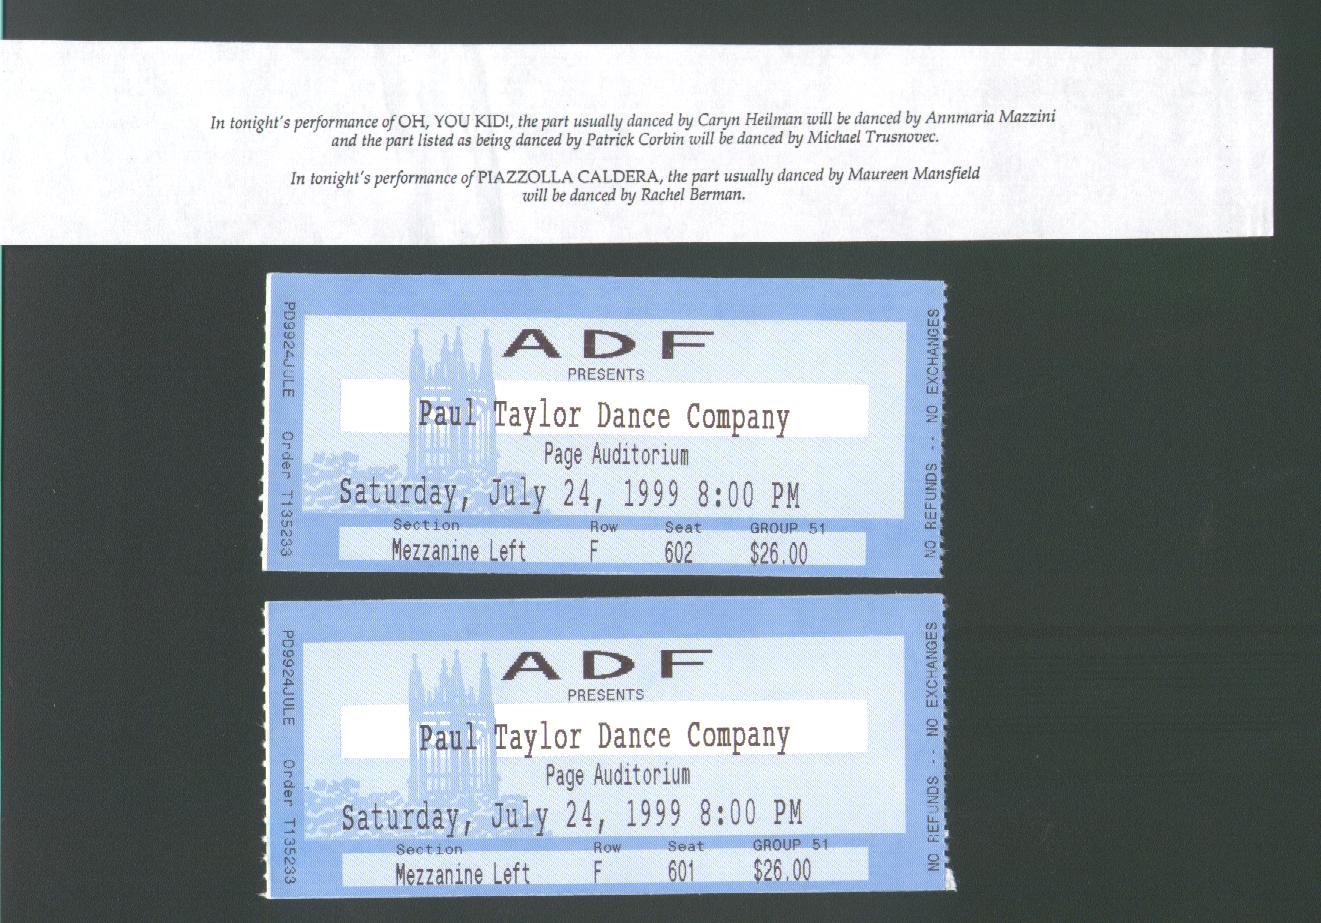 In tonight's performance of OH, YOU KID!, the part usually danced by Caryn Heilman will be danced by Annmaria Mazzini
and the part listed as being danced by Patrick Corbin will be danced by Michael Trusnovec.
In tonight's performance of PIAZZOLLA CALDERA, the part usually danced by Maureen Mansfield
will be danced by Rachel Berman.
PD9924JULE Order T135233
ADF
PRESENTS
Paul Taylor Dance Company
Page Auditorium
Saturday, July 24, 1999 8:00 PM
Section Row Seat GROUP 51
Mezzanine Left F 602 $26.00
NO REFUNDS -- NO EXCHANGES
PD9924JULE Order T135233
ADF
PRESENTS
Paul Taylor Dance Company
Page Auditorium
Saturday, July 24, 1999 8:00 PM
Section Row Seat GROUP 51
Mezzanine Left F 601 $26.00
NO REFUNDS -- NO EXCHANGES